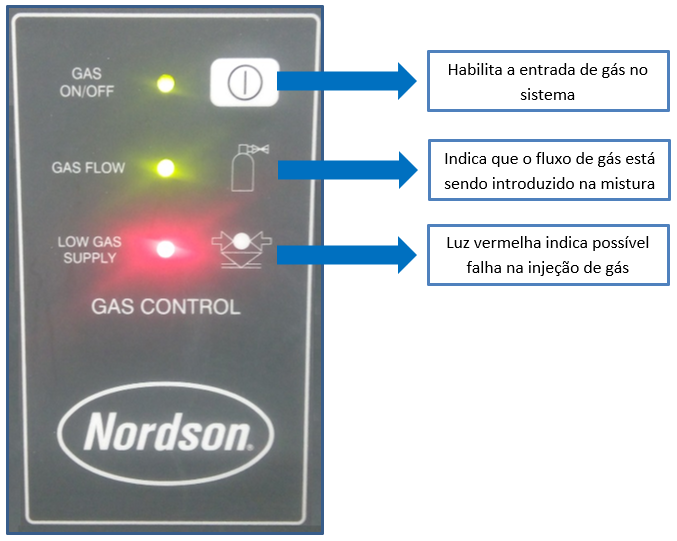 GAS
ON/OFF
Habilita a entrada de gás no
sistema
GAS FLOW
Indica que o fluxo de gás está
sendo introduzido na mistura
LOW GAS
SUPPLY
Luz vermelha indica possível
falha na injeção de gás
GAS CONTROL
Nordson®